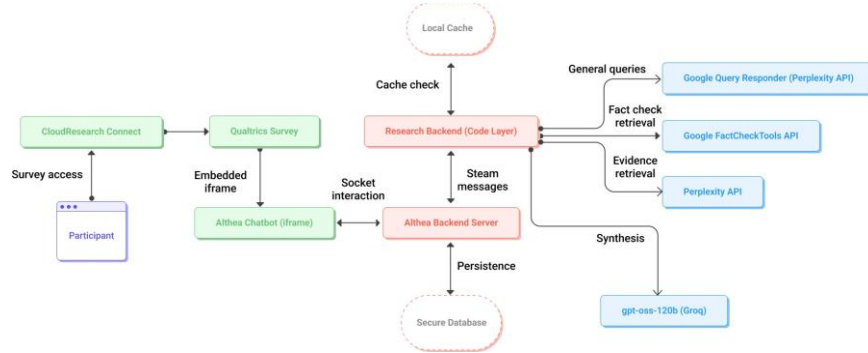 Local Cache
Cache check
General queries
Google Query Responder (Perplexity API)
CloudResearch Connect
Qualtrics Survey
Research Backend (Code Layer)
Fact check
retrieval
Google FactCheckTools API
Survey access
Embedded
iframe
Socket
interaction
Steam
messages
Evidence
retrieval
Perplexity API
Participant
Althea Chatbot (iframe)
Althea Backend Server
Synthesis
Persistence
Secure Database
gpt-oss-120b (Groq)